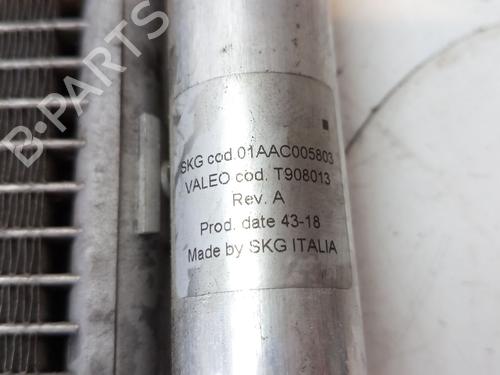 SKG cod.01AAC005803
VALEO cod. T908013
Rev. A
Prod. date 43-18
Made by SKG ITALIA
B-PARTS